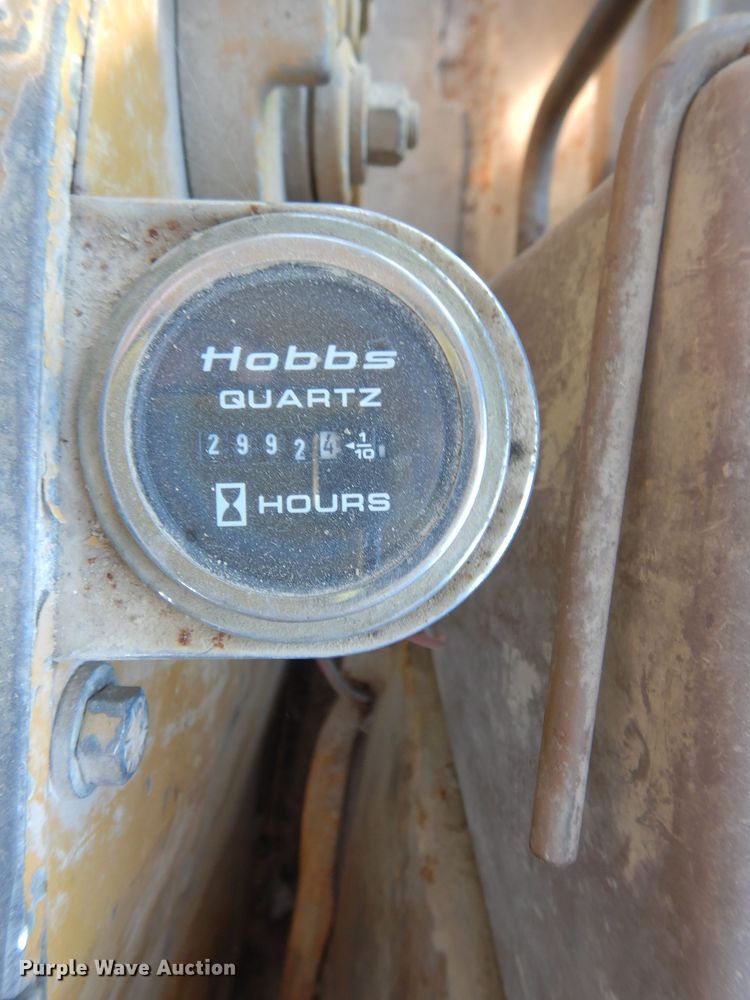 Hobbs
QUARTZ
29924 1/10
HOURS
Purple Wave Auction